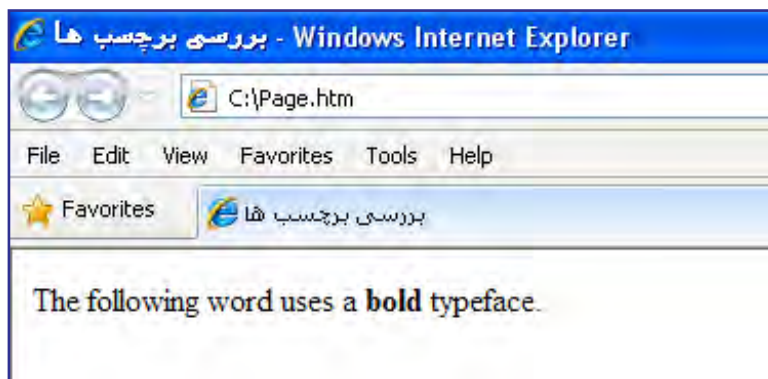 بررسی برچسب ها - Windows Internet Explorer
C:\Page.htm
File Edit View Favorites Tools Help
Favorites بررسی برچسب ها
The following word uses a bold typeface.